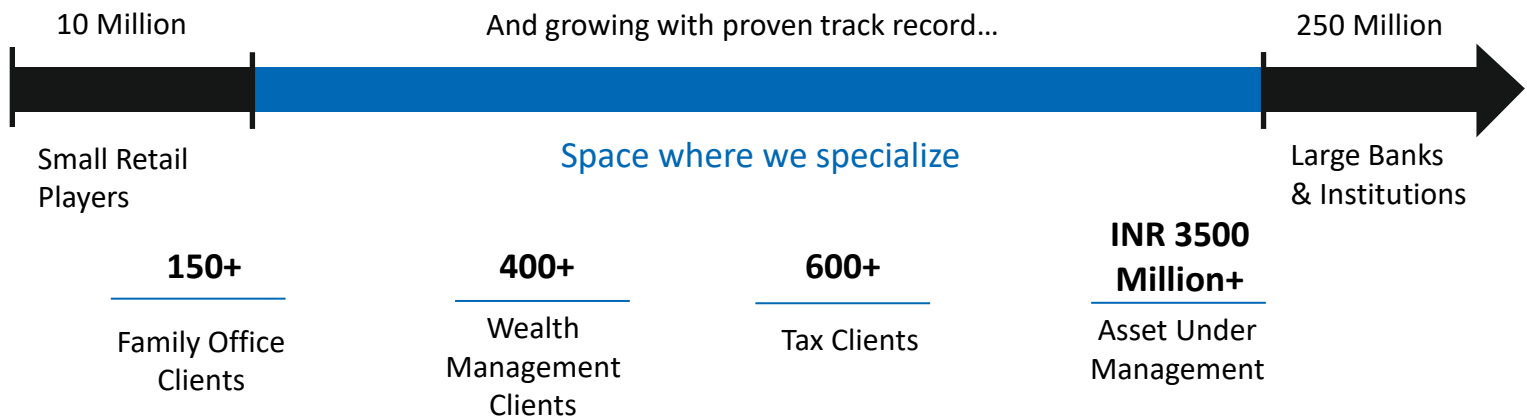 10 Million
And growing with proven track record…
250 Million
Small Retail
Players
Space where we specialize
Large Banks
& Institutions
150+
Family Office
Clients
400+
Wealth
Management
Clients
600+
Tax Clients
INR 3500
Million+
Asset Under
Management